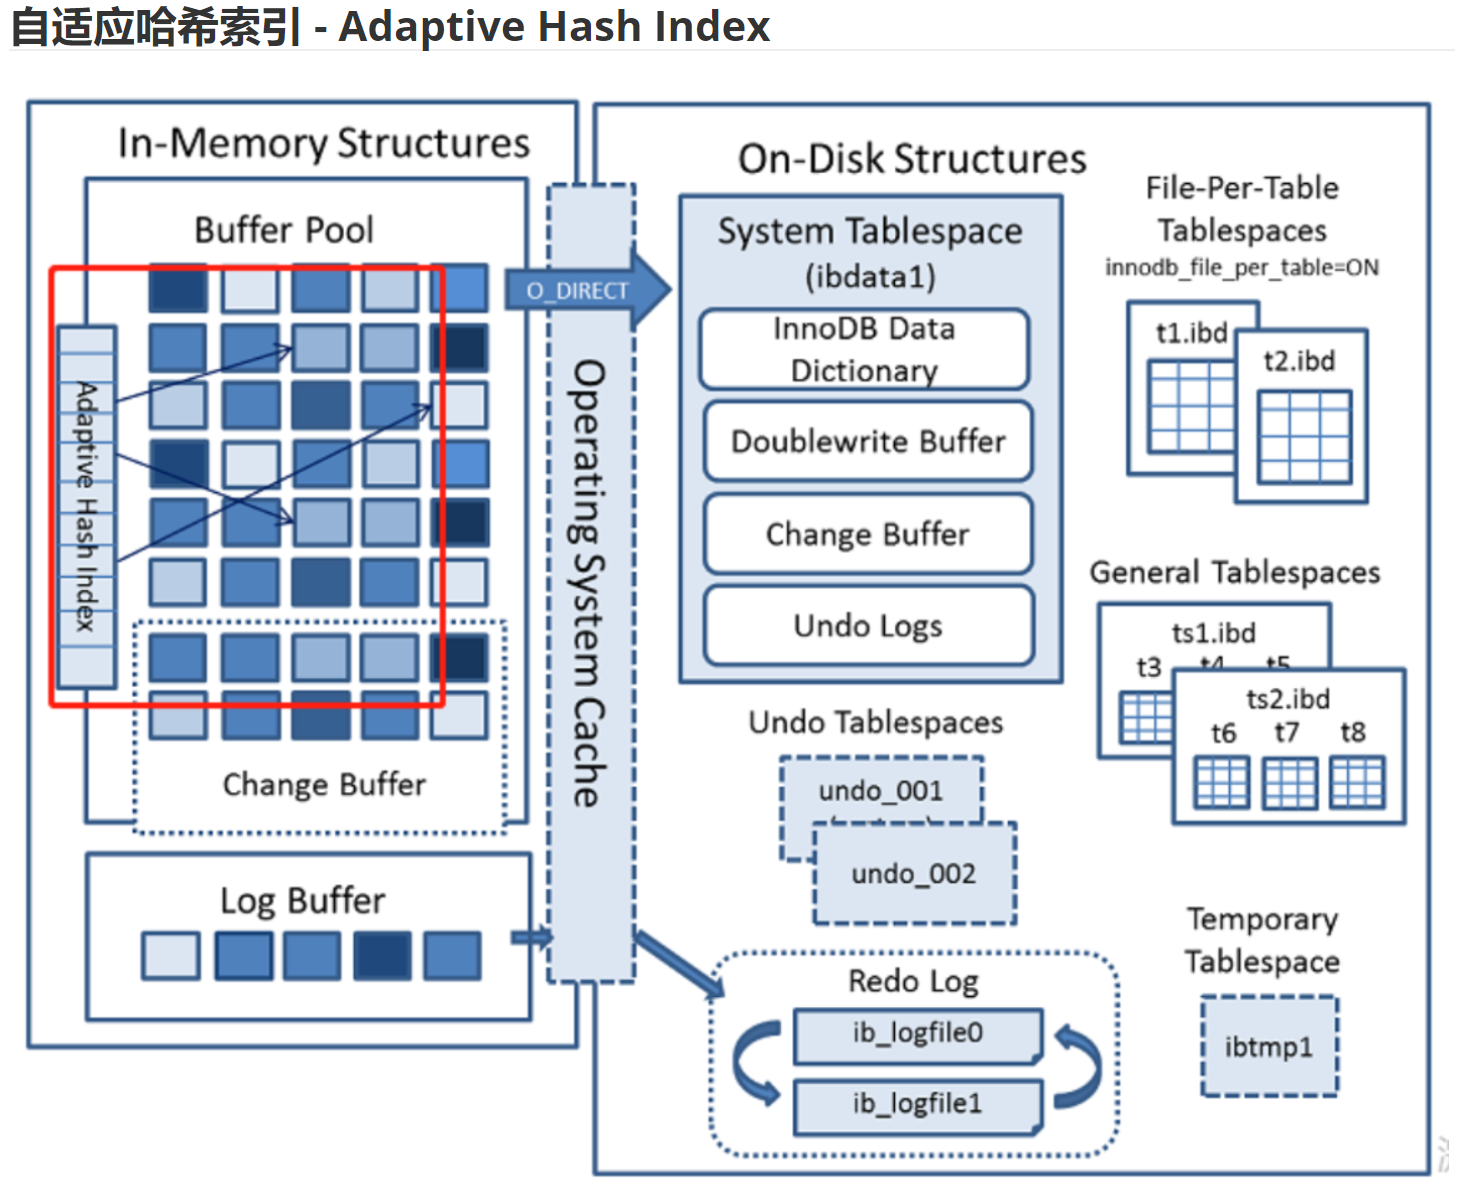 自适应哈希索引 - Adaptive Hash Index
In-Memory Structures
Buffer Pool
Adaptive Hash Index
Change Buffer
Log Buffer
O_DIRECT
Operating System Cache
On-Disk Structures
System Tablespace
(ibdata1)
InnoDB Data
Dictionary
Doublewrite Buffer
Change Buffer
Undo Logs
Undo Tablespaces
undo_001
undo_002
Redo Log
ib_logfile0
ib_logfile1
File-Per-Table
Tablespaces
innodb_file_per_table=ON
t1.ibd
t2.ibd
General Tablespaces
ts1.ibd
t3 t4 t5
ts2.ibd
t6 t7 t8
Temporary
Tablespace
ibtmp1